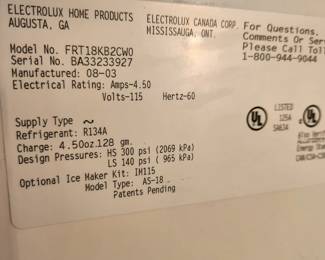 ELECTROLUX HOME PRODUCTS
AUGUSTA, GA
ELECTROLUX CANADA CORP.
MISSISSAUGA, ONT.
For Questions,
Comments Or Serv
Please Call Toll
1-800-944-9044
Model No. FRT18KB2CW0
Serial No. BA33233927
Manufactured: 08-03
Electrical Rating: Amps-4.50
Volts-115 Hertz-60
Supply Type ~
Refrigerant: R134A
Charge: 4.50oz.128 gm.
Design Pressures: HS 300 psi (2069 kPa)
LS 140 psi ( 965 kPa)
Optional Ice Maker Kit: IM115
Model Type: AS-18
Patents Pending
UL
LISTED
UL